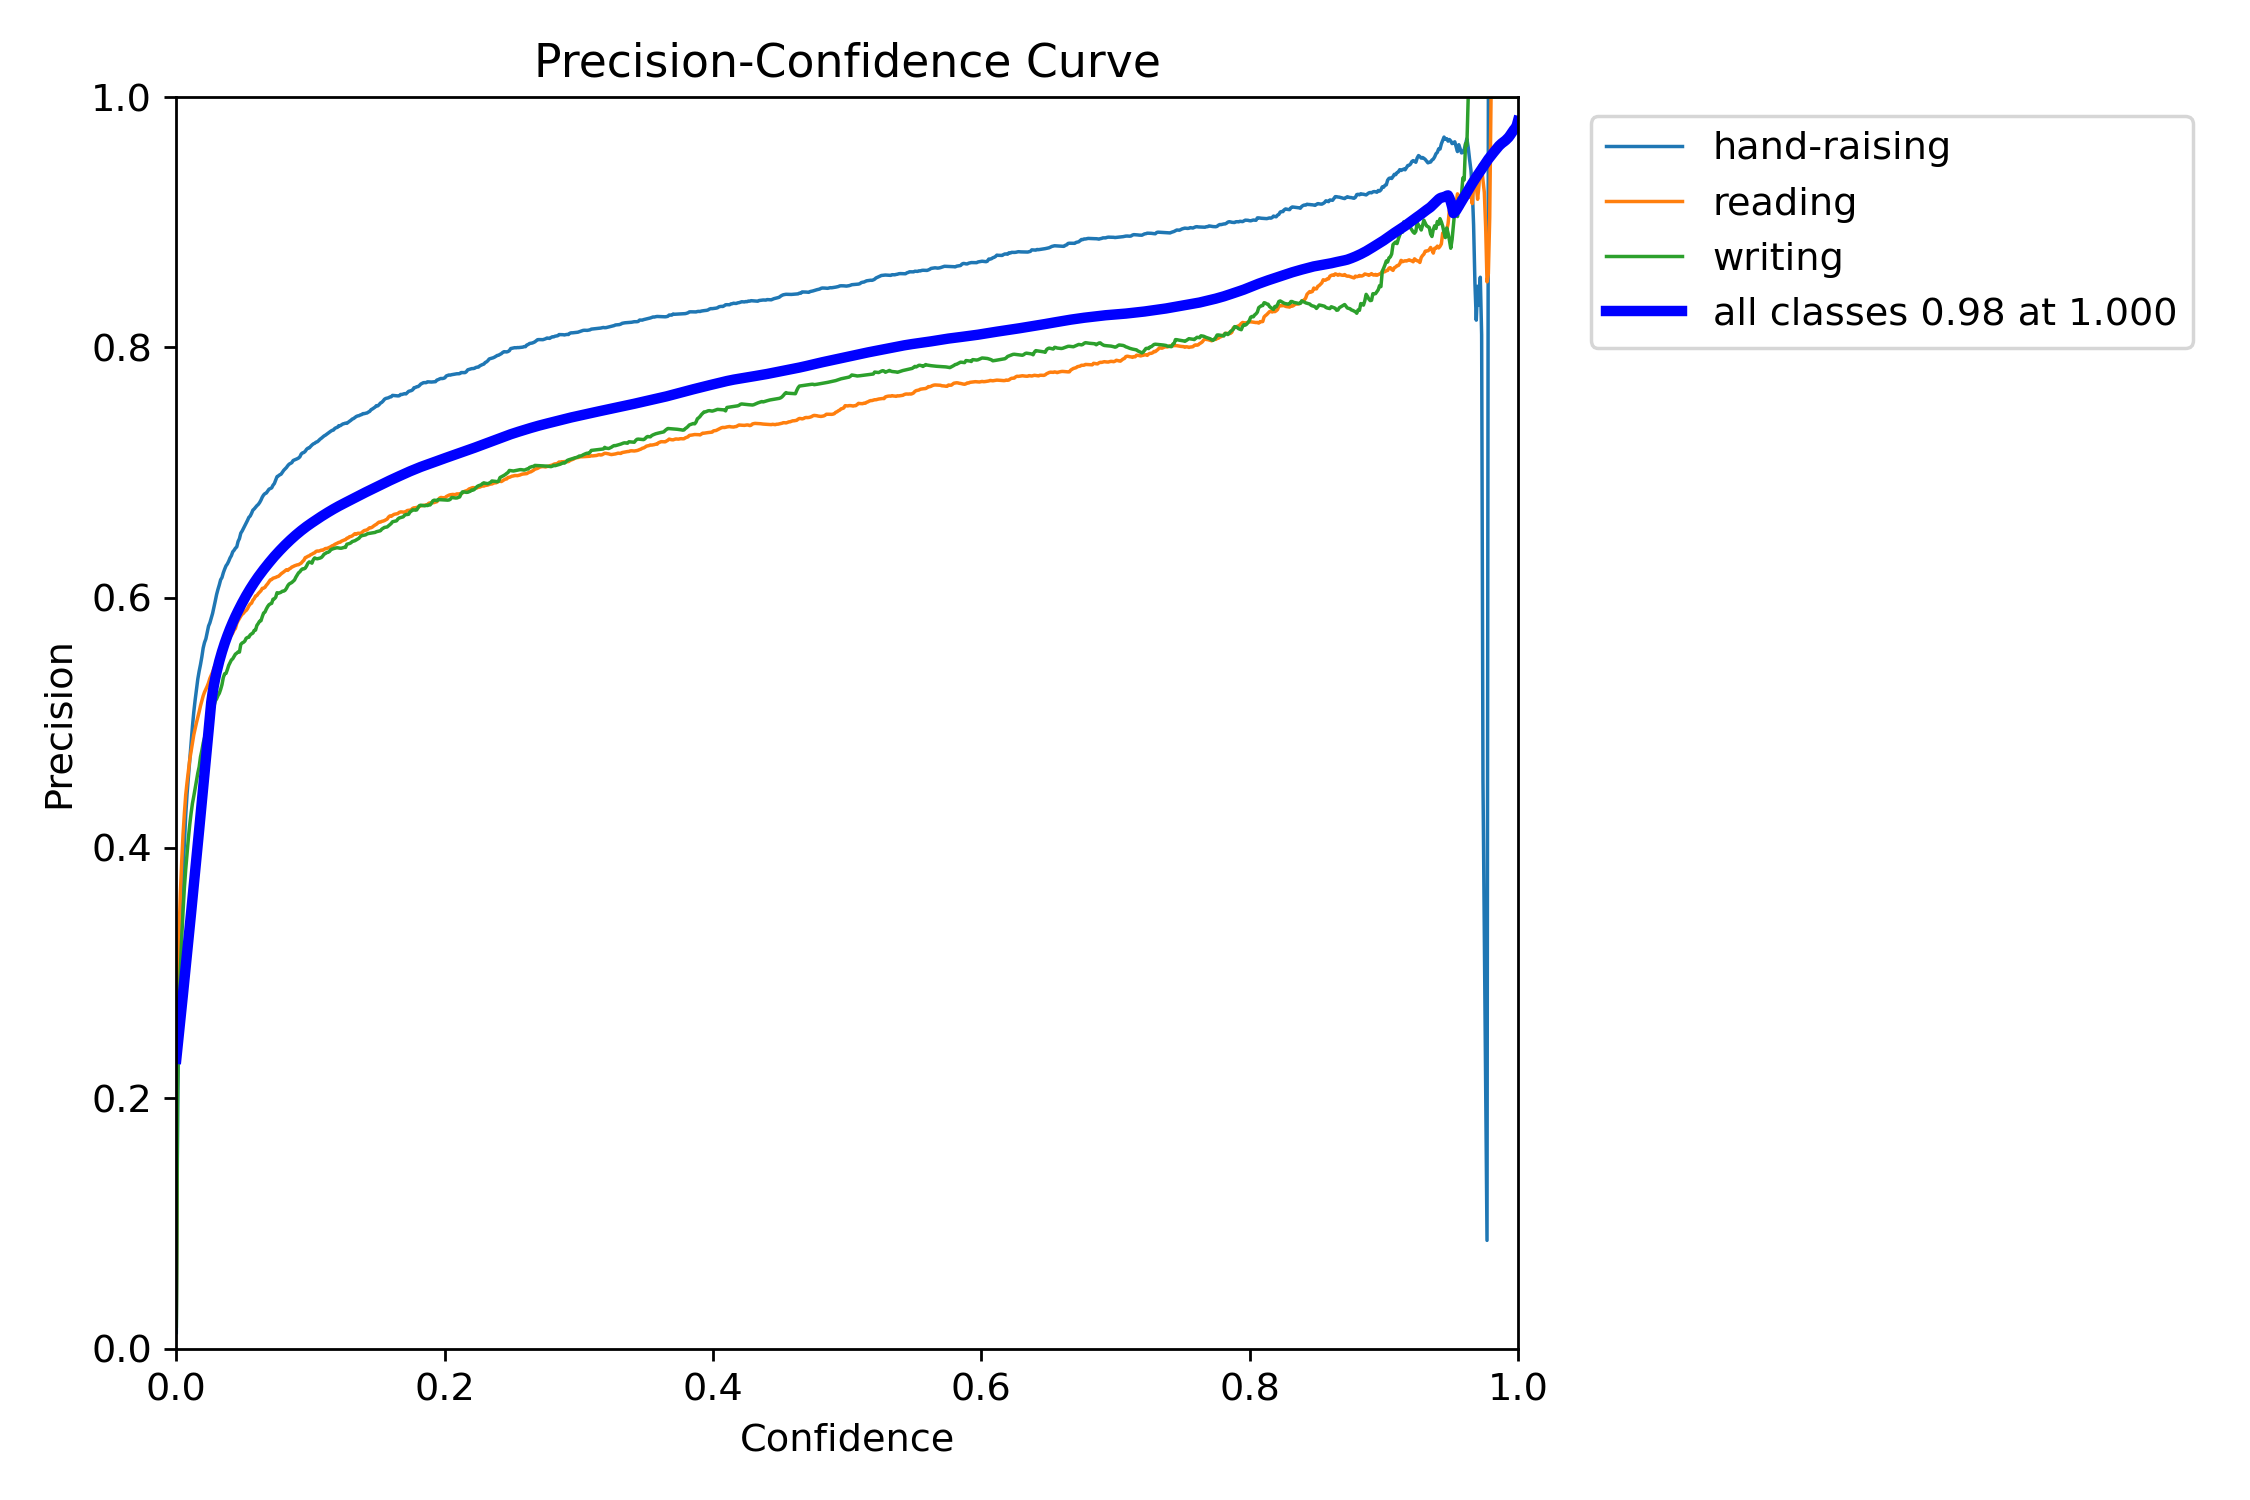 Precision-Confidence Curve
1.0
0.8
0.6
0.4
0.2
0.0
Precision
0.0 0.2 0.4 0.6 0.8 1.0
Confidence
hand-raising
reading
writing
all classes 0.98 at 1.000